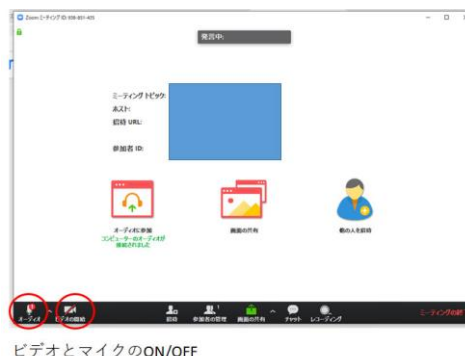 Zoom ミーティング ID: 938-851-405
発言中:
ミーティング トピック:
ホスト:
招待 URL:
参加者 ID:
オーディオに参加
コンピューターのオーディオが
接続されました
画面の共有
他の人を招待
オーディオ
ビデオの開始
招待
参加者の管理
1
画面の共有
チャット
レコーディング
ミーティングの終
ビデオとマイクのON/OFF